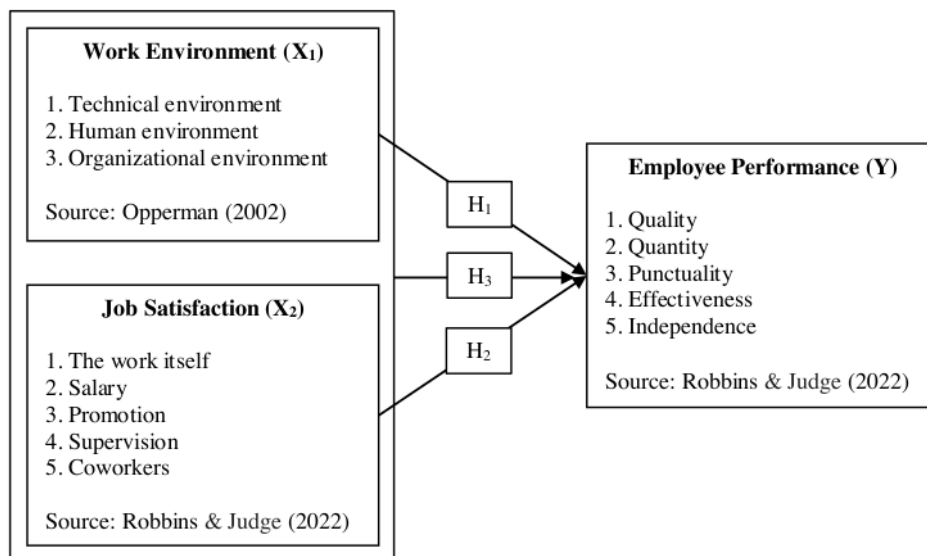 Work Environment (X₁)
1. Technical environment
2. Human environment
3. Organizational environment
Source: Opperman (2002)
Job Satisfaction (X₂)
1. The work itself
2. Salary
3. Promotion
4. Supervision
5. Coworkers
Source: Robbins & Judge (2022)
H₁
H₃
H₂
Employee Performance (Y)
1. Quality
2. Quantity
3. Punctuality
4. Effectiveness
5. Independence
Source: Robbins & Judge (2022)